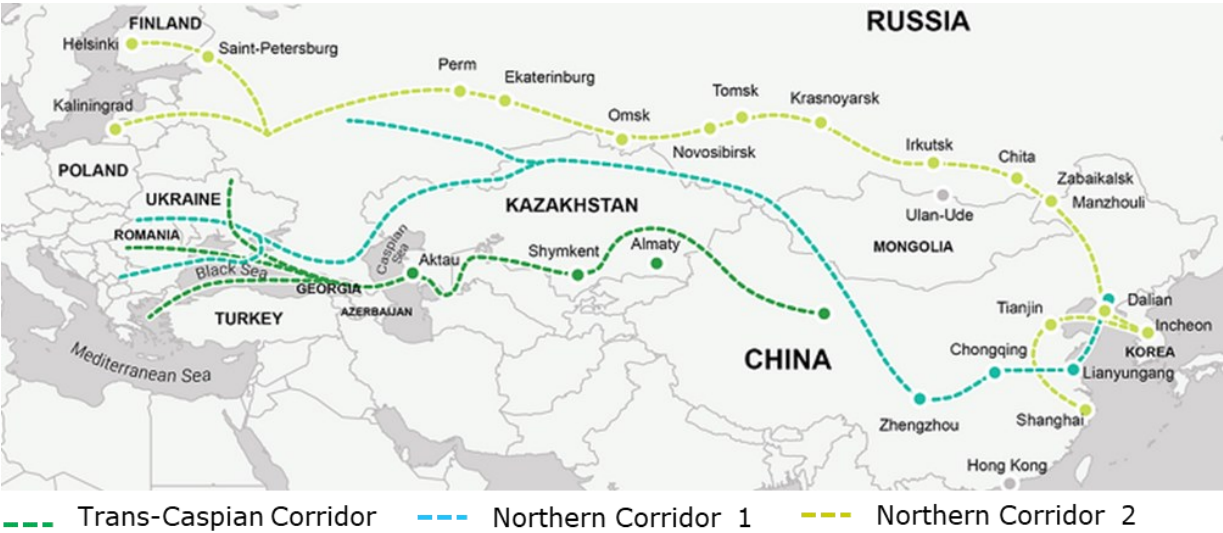 RUSSIA
FINLAND
Helsinki
Saint-Petersburg
Perm
Ekaterinburg
Kaliningrad
Omsk
Tomsk
Krasnoyarsk
Novosibirsk
Irkutsk
Chita
Zabaikalsk
Manzhouli
POLAND
UKRAINE
KAZAKHSTAN
Ulan-Ude
ROMANIA
MONGOLIA
Caspian
Sea
Shymkent
Almaty
Aktau
Black Sea
GEORGIA
AZERBAIJAN
TURKEY
Tianjin
Dalian
Incheon
KOREA
Mediterranean Sea
CHINA
Chongqing
Lianyungang
Zhengzhou
Shanghai
Hong Kong
Trans-Caspian Corridor
Northern Corridor 1
Northern Corridor 2